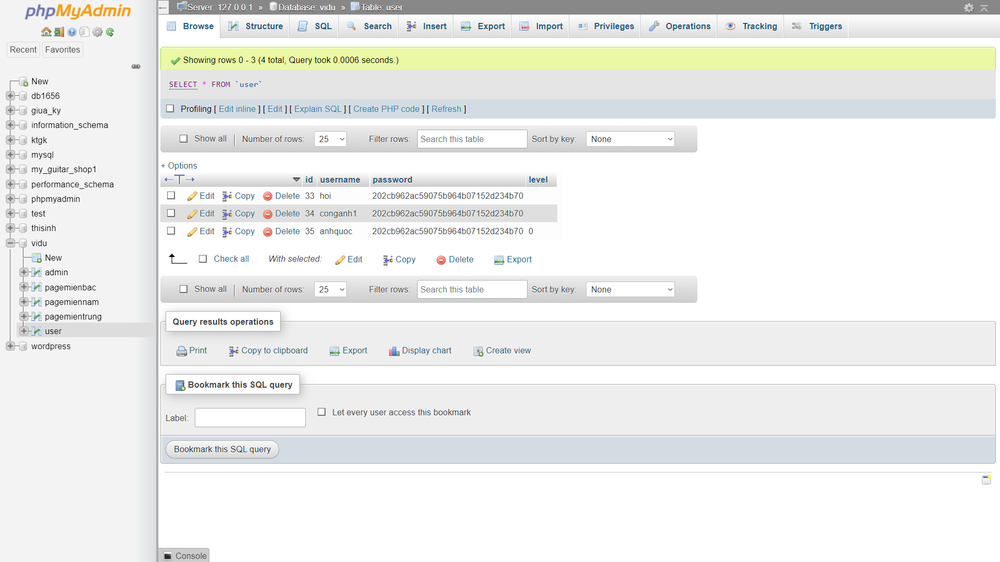 phpMyAdmin
Recent
Favorites
New
db1656
giua_ky
information_schema
ktgk
mysql
my_guitar_shop1
performance_schema
phpmyadmin
test
thisinh
vidu
New
admin
pagemienbac
pagemiennam
pagemientrung
user
wordpress
Server: 127.0.0.1 » Database: vidu » Table: user
Browse Structure SQL Search Insert Export Import Privileges Operations Tracking Triggers
Showing rows 0 - 3 (4 total, Query took 0.0006 seconds.)
SELECT * FROM `user`
Profiling [ Edit inline ] [ Edit ] [ Explain SQL ] [ Create PHP code ] [ Refresh ]
Show all Number of rows: 25 Filter rows: Search this table Sort by key: None
+ Options
←T→ id username password level
Edit Copy Delete 33 hoi 202cb962ac59075b964b07152d234b70
Edit Copy Delete 34 conganh1 202cb962ac59075b964b07152d234b70
Edit Copy Delete 35 anhquoc 202cb962ac59075b964b07152d234b70 0
Check all With selected: Edit Copy Delete Export
Show all Number of rows: 25 Filter rows: Search this table Sort by key: None
Query results operations
Print Copy to clipboard Export Display chart Create view
Bookmark this SQL query
Label: Let every user access this bookmark
Bookmark this SQL query
Console